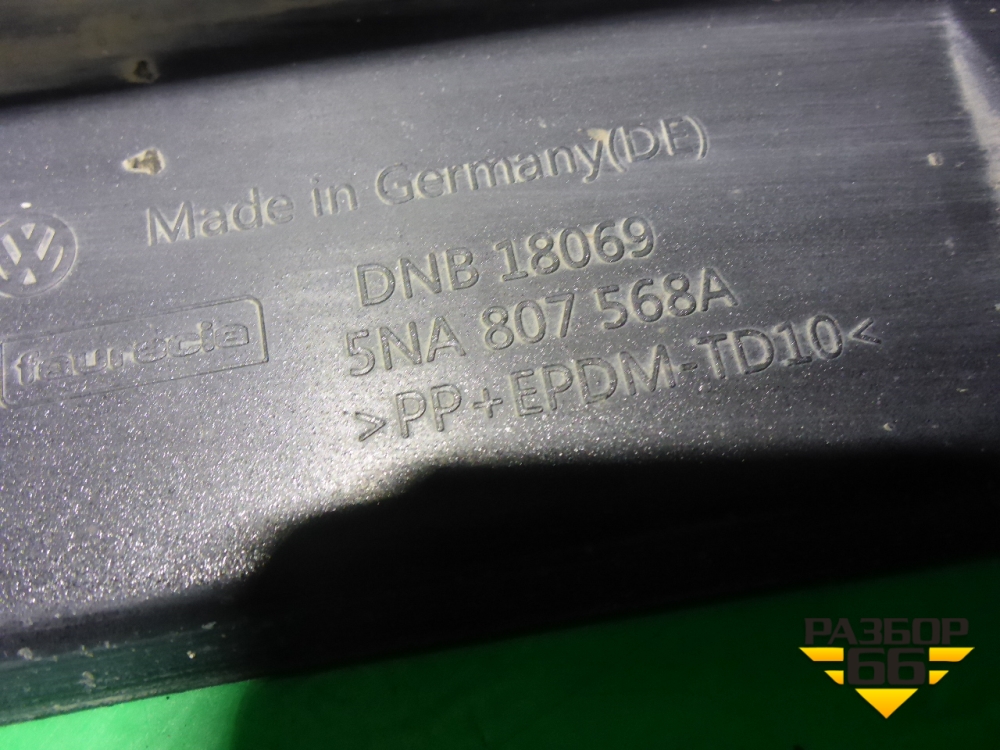 Made in Germany(DE)
DNB 18069
5NA 807 568A
>PP+EPDM-TD10<
faurecia
РАЗБОР
66